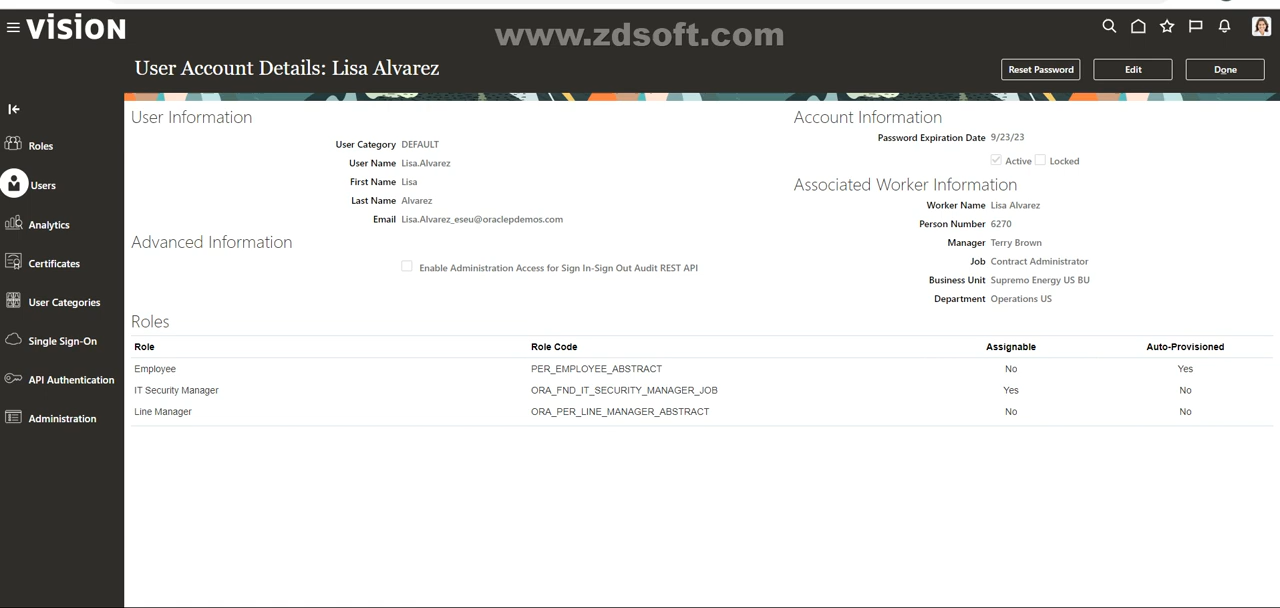 vision
www.zdsoft.com
User Account Details: Lisa Alvarez
Reset Password Edit Done
Roles
Users
Analytics
Certificates
User Categories
Single Sign-On
API Authentication
Administration
User Information
User Category DEFAULT
User Name Lisa.Alvarez
First Name Lisa
Last Name Alvarez
Email Lisa.Alvarez_eseu@oraclepdemos.com
Advanced Information
Enable Administration Access for Sign In-Sign Out Audit REST API
Account Information
Password Expiration Date 9/23/23
Active Locked
Associated Worker Information
Worker Name Lisa Alvarez
Person Number 6270
Manager Terry Brown
Job Contract Administrator
Business Unit Supremo Energy US BU
Department Operations US
Roles
Role Role Code Assignable Auto-Provisioned
Employee PER_EMPLOYEE_ABSTRACT No Yes
IT Security Manager ORA_FND_IT_SECURITY_MANAGER_JOB Yes No
Line Manager ORA_PER_LINE_MANAGER_ABSTRACT No No